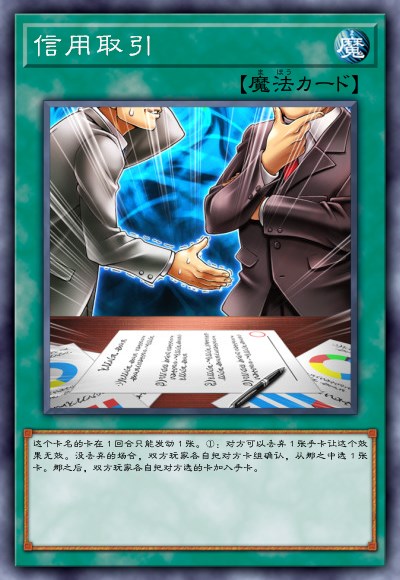 信用取引
魔
【魔法カード】
ま ほう
这个卡名的卡在１回合只能发动１张。①：对方可以丢弃１张手卡让这个效
果无效。没丢弃的场合，双方玩家各自把对方卡组确认，从那之中选１张
卡。那之后，双方玩家各自把对方选的卡加入手卡。